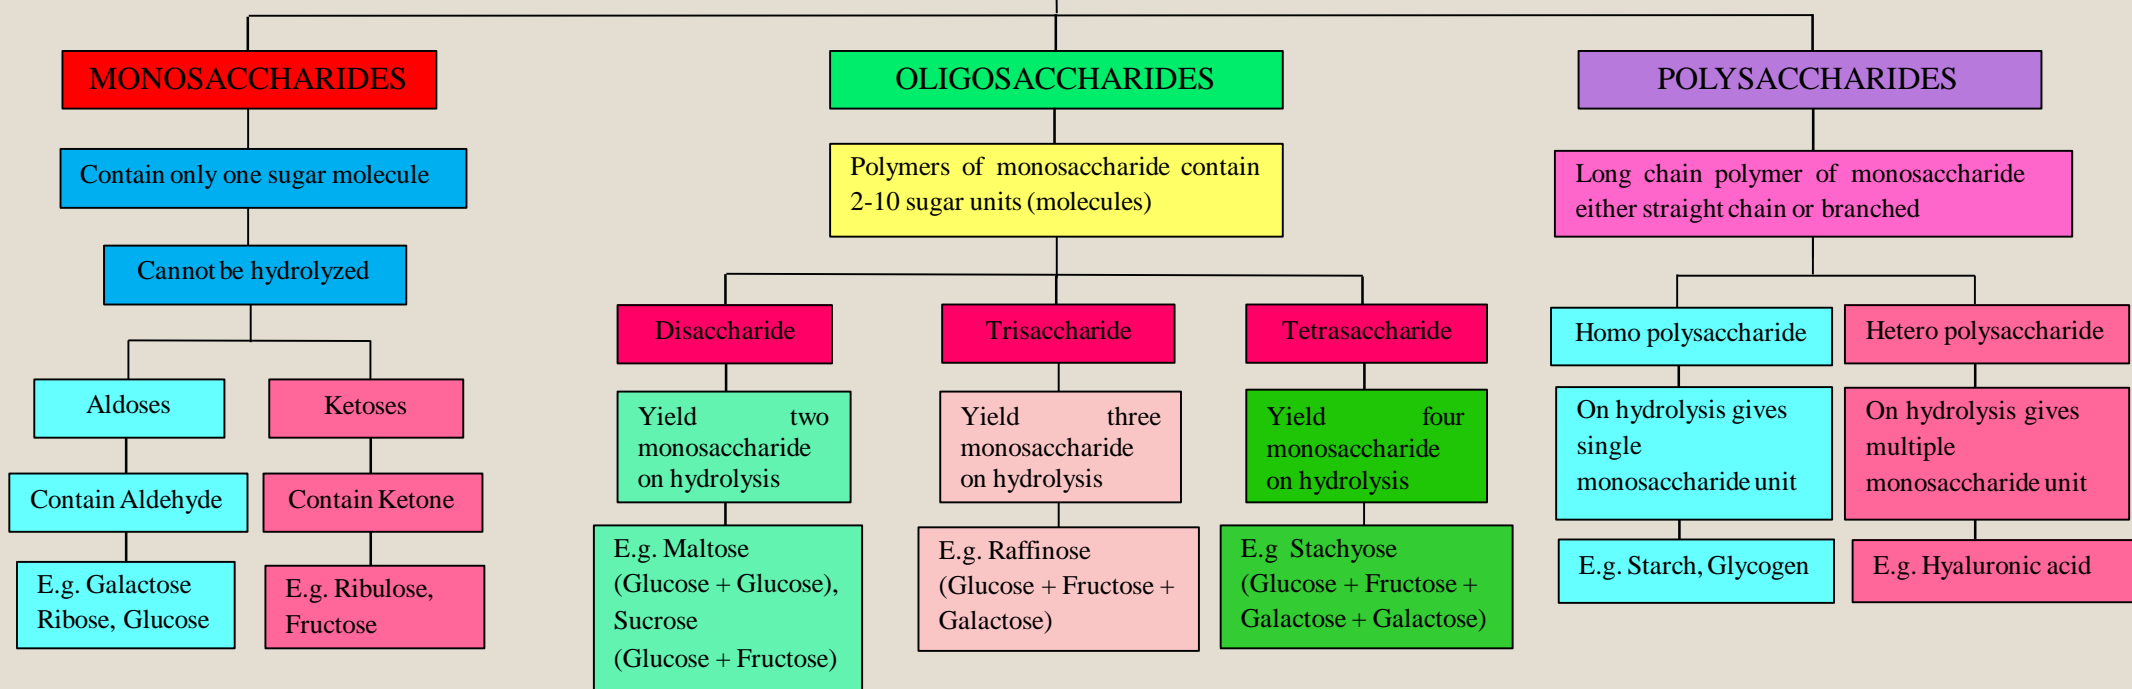 MONOSACCHARIDES
Contain only one sugar molecule
Cannot be hydrolyzed
Aldoses
Contain Aldehyde
E.g. Galactose
Ribose, Glucose
Ketoses
Contain Ketone
E.g. Ribulose,
Fructose
OLIGOSACCHARIDES
Polymers of monosaccharide contain
2-10 sugar units (molecules)
Disaccharide
Yield two
monosaccharide
on hydrolysis
E.g. Maltose
(Glucose + Glucose),
Sucrose
(Glucose + Fructose)
Trisaccharide
Yield three
monosaccharide
on hydrolysis
E.g. Raffinose
(Glucose + Fructose +
Galactose)
Tetrasaccharide
Yield four
monosaccharide
on hydrolysis
E.g Stachyose
(Glucose + Fructose +
Galactose + Galactose)
POLYSACCHARIDES
Long chain polymer of monosaccharide
either straight chain or branched
Homo polysaccharide
On hydrolysis gives
single
monosaccharide unit
E.g. Starch, Glycogen
Hetero polysaccharide
On hydrolysis gives
multiple
monosaccharide unit
E.g. Hyaluronic acid